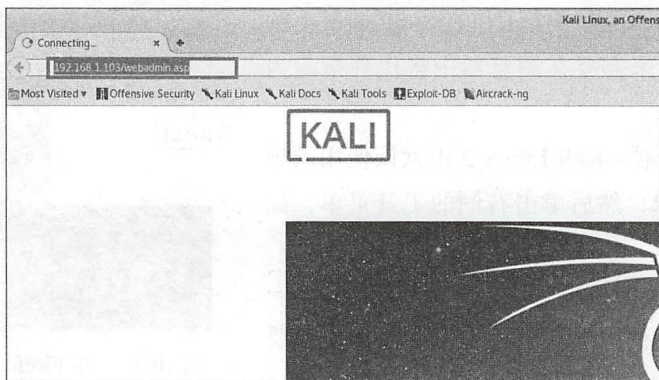 Kali Linux, an Offens
Connecting...
192.168.1.103/webadmin.asp
Most Visited Offensive Security Kali Linux Kali Docs Kali Tools Exploit-DB Aircrack-ng
KALI